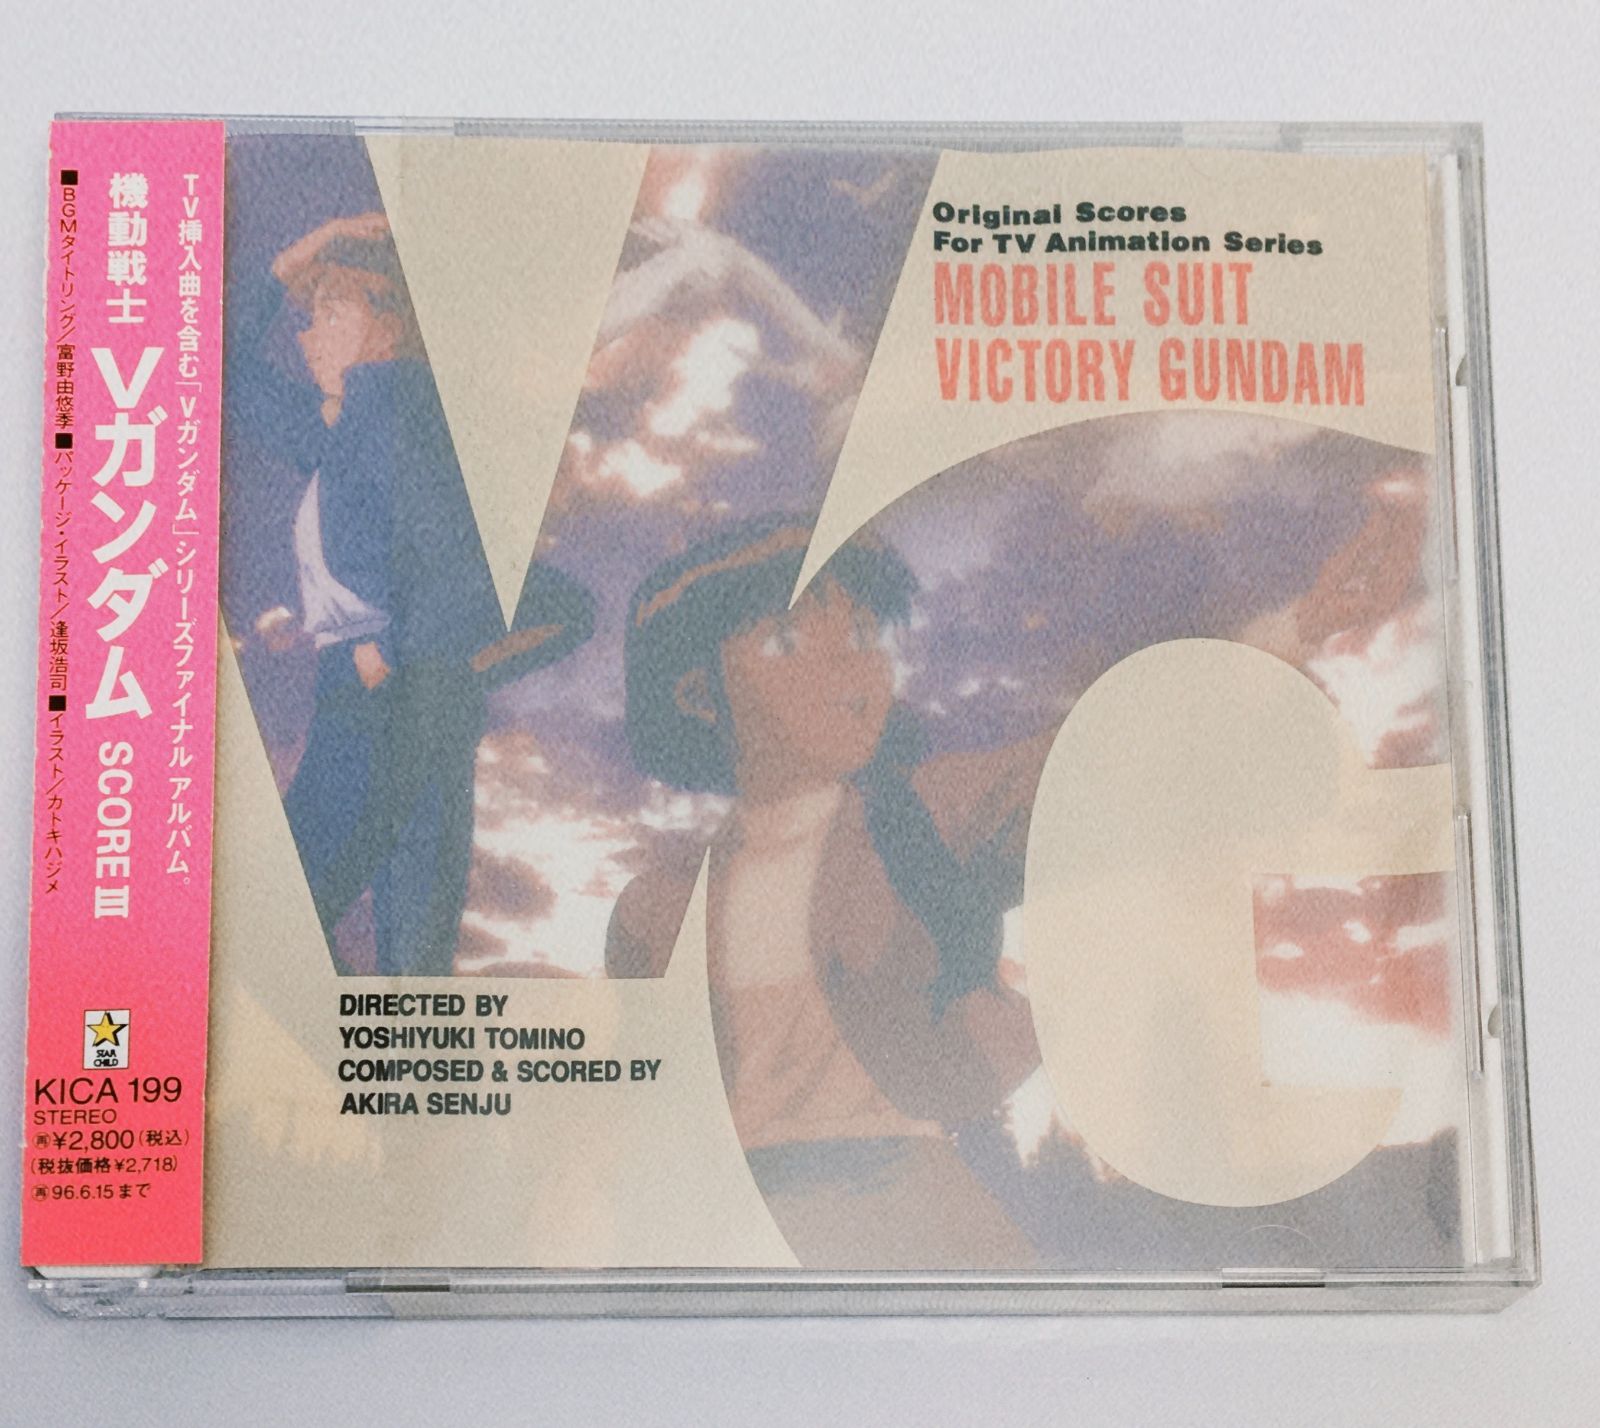 TV挿入曲を含む「Vガンダム」シリーズファイナルアルバム。
機動戦士 Vガンダム SCORE III
■BGMタイトリング/富野由悠季■パッケージ・イラスト/逢坂浩司■イラスト/カトキハジメ
STAR
CHILD
KICA 199
STEREO
再¥2,800(税込)
(税抜価格¥2,718)
再96.6.15まで
VG
Original Scores
For TV Animation Series
MOBILE SUIT
VICTORY GUNDAM
DIRECTED BY
YOSHIYUKI TOMINO
COMPOSED & SCORED BY
AKIRA SENJU